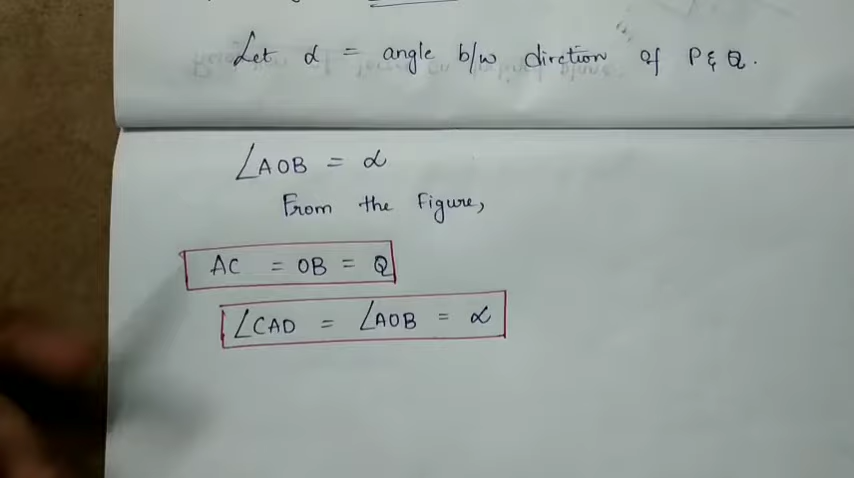 Let α = angle b/w dirction of P & Q.
∠AOB = α
From the Figure,
AC = OB = Q
∠CAD = ∠AOB = α